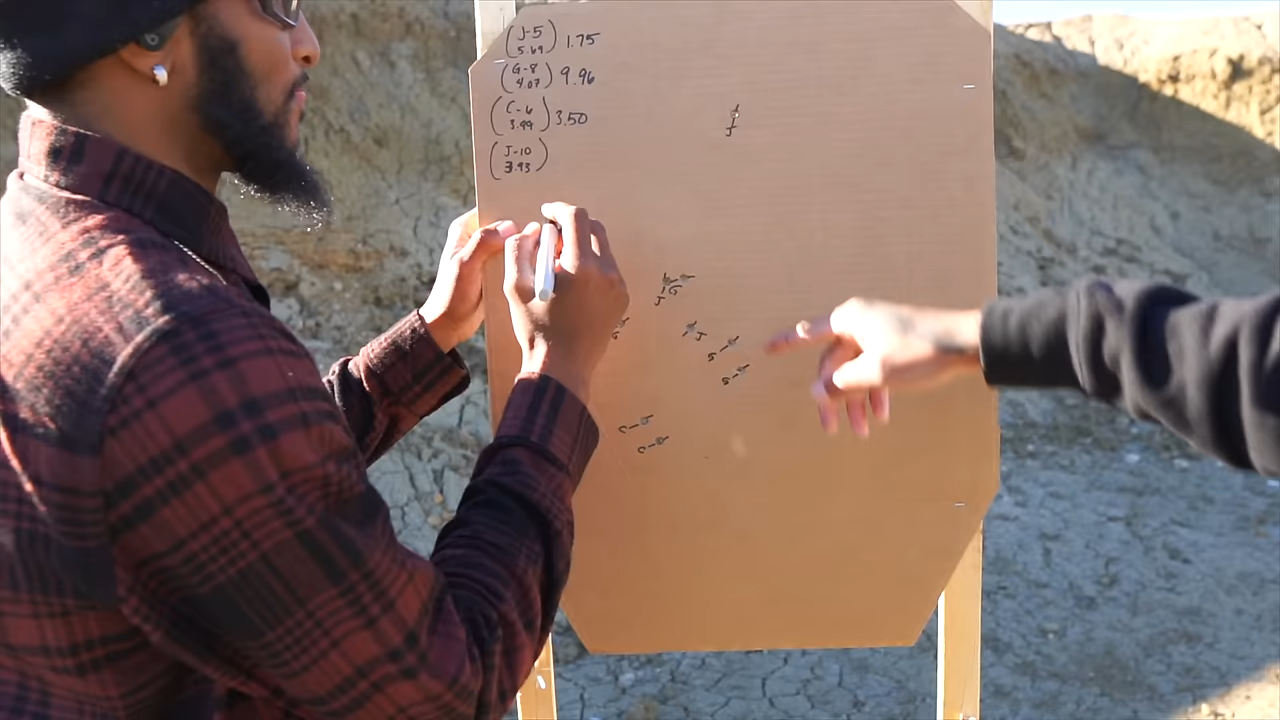 (J-5
5.69) 1.75
(G-8
4.07) 9.96
(C-6
3.99) 3.50
(J-10
3.93)
J
J G
G
J
G
G
C
C